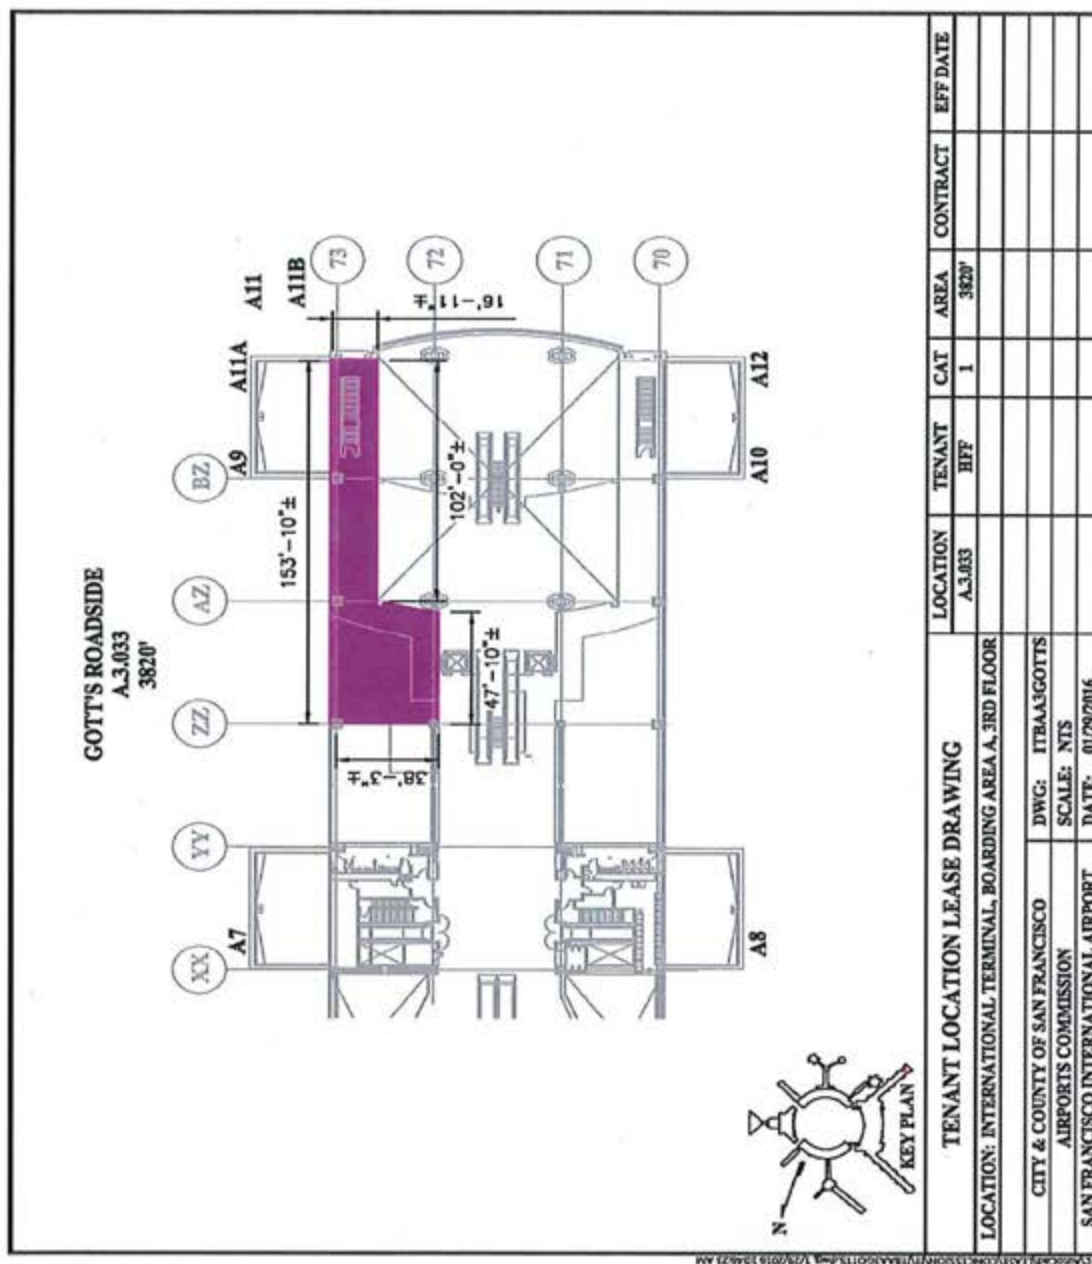 GOTT'S ROADSIDE
A.3.033
3820'
XX
YY
ZZ
AZ
BZ
A7
A9
A11A
A11
A11B
153'-10"±
73
16'-11"±
38'-3"±
72
47'-10"±
102'-0"±
71
70
A8
A10
A12
N
KEY PLAN
TENANT LOCATION LEASE DRAWING
LOCATION TENANT CAT AREA CONTRACT EFF DATE
A.3.033 HFF 1 3820'
LOCATION: INTERNATIONAL TERMINAL, BOARDING AREA A, 3RD FLOOR
CITY & COUNTY OF SAN FRANCISCO DWG: ITBAA3GOTTS
AIRPORTS COMMISSION SCALE: NTS
SAN FRANCISCO INTERNATIONAL AIRPORT DATE: 01/29/2016